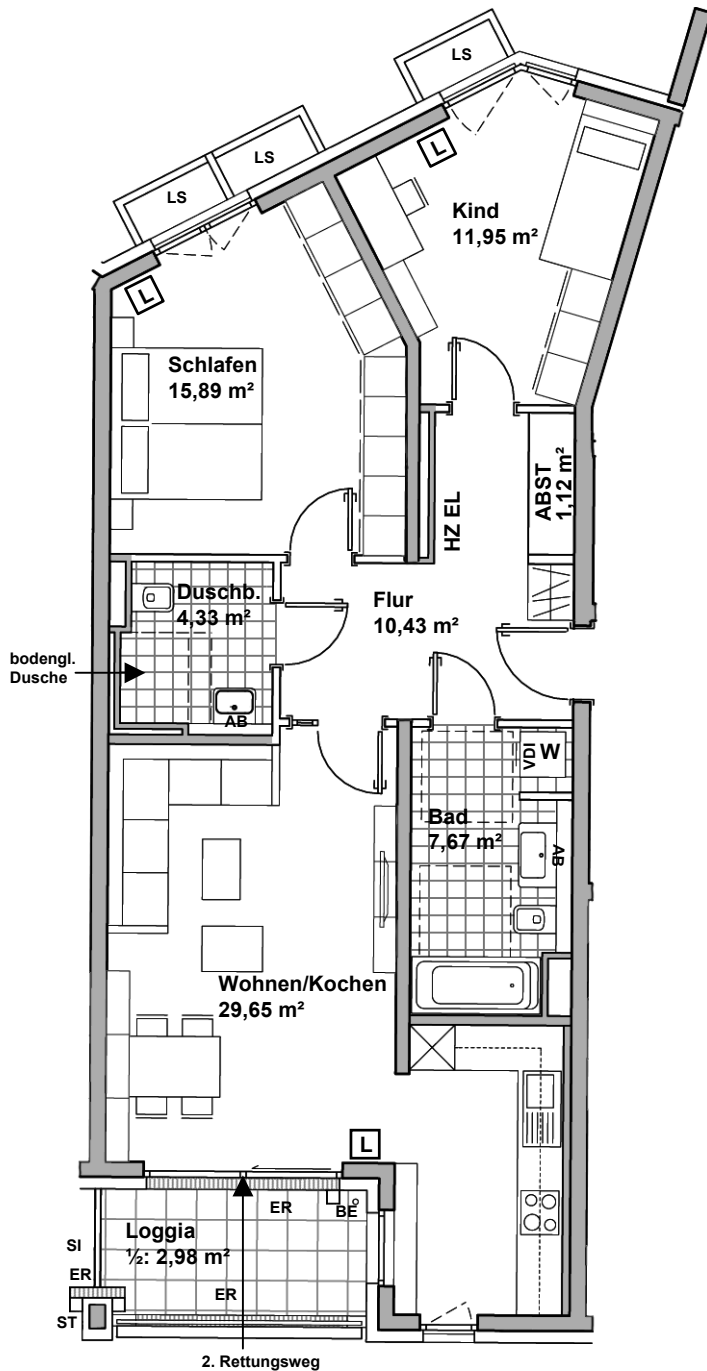 LS
LS
LS
L
Kind
11,95 m²
L
Schlafen
15,89 m²
HZ EL
ABST
1,12 m²
Duschb.
4,33 m²
Flur
10,43 m²
bodengl.
Dusche
AB
VDI
W
Bad
7,67 m²
AB
Wohnen/Kochen
29,65 m²
L
ER
BE
Loggia
½: 2,98 m²
SI
ER
ER
ST
2. Rettungsweg